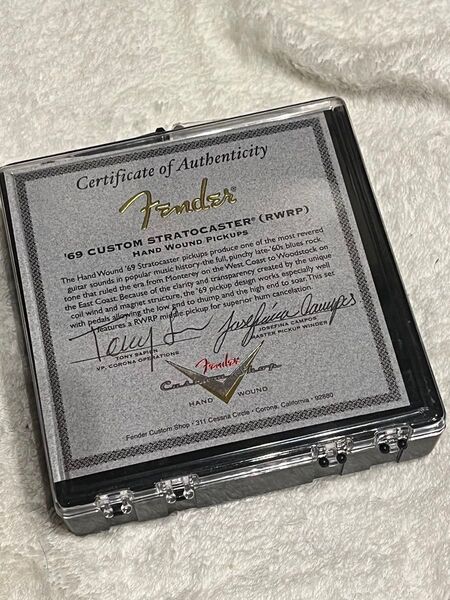 Certificate of Authenticity
Fender®
'69 CUSTOM STRATOCASTER® (RWRP)
HAND WOUND PICKUPS
The Hand Wound '69 Stratocaster pickups produce one of the most revered
guitar sounds in popular music history-the full, punchy late-'60s blues rock
tone that ruled the era from Monterey on the West Coast to Woodstock on
the East Coast. Because of the clarity and transparency created by the unique
coil wind and magnet structure, the '69 pickup design works especially well
with pedals allowing the low end to thump and the high end to soar. This set
features a RWRP middle pickup for superior hum cancelation.
TONY SAPIEN
VP, CORONA OPERATIONS
Josefina Campos
JOSEFINA CAMPOS
MASTER PICKUP WINDER
Fender
Custom Shop
HAND WOUND
Fender Custom Shop / 311 Cessna Circle · Corona, California · 92880